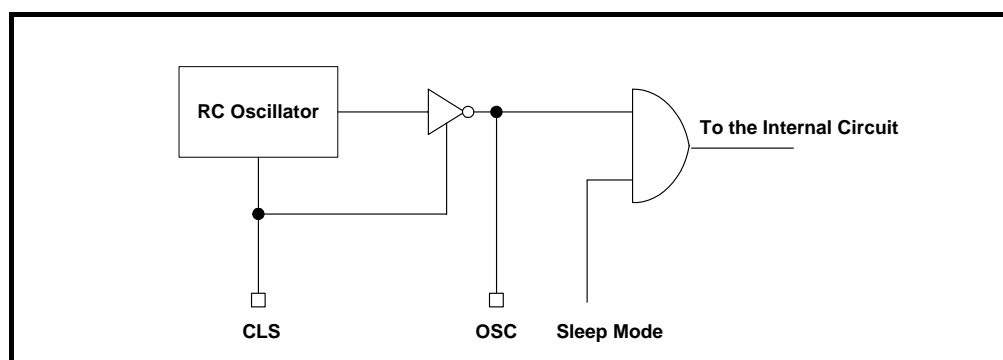 RC Oscillator
To the Internal Circuit
CLS
OSC
Sleep Mode